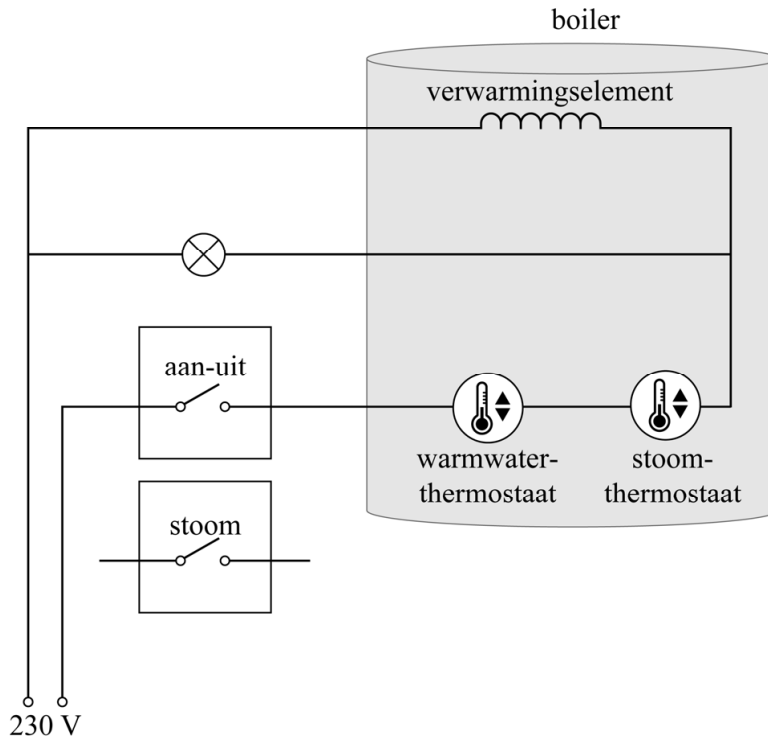 boiler
verwarmingselement
aan-uit
warmwater-
thermostaat
stoom-
thermostaat
stoom
230 V